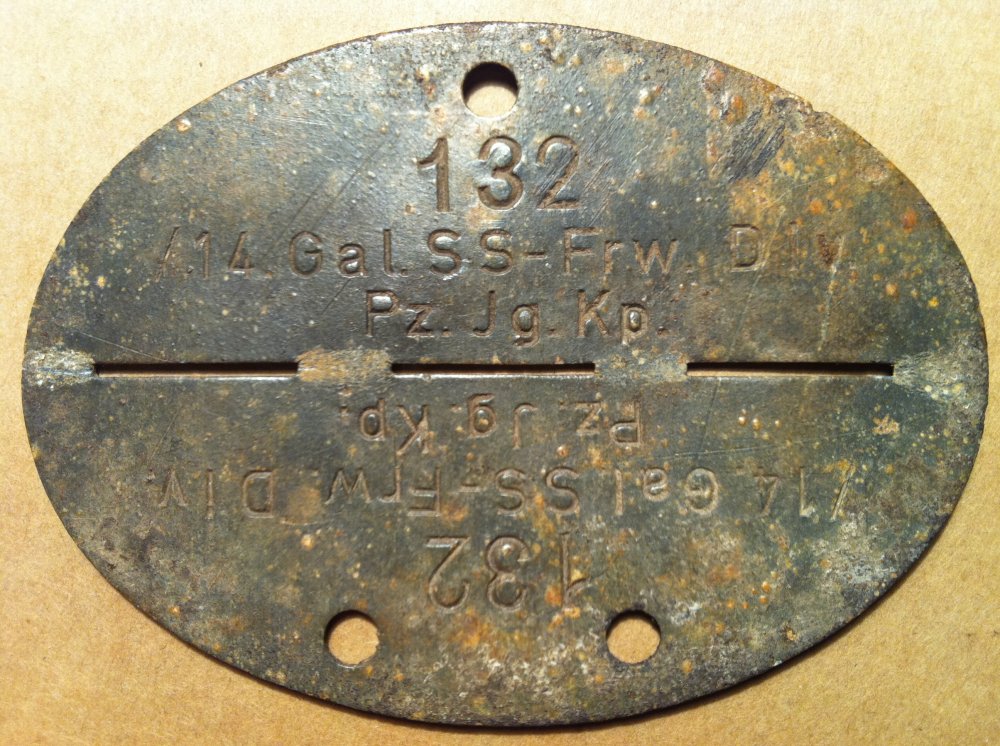 132
/.14.Gal.SS-Frw. Div.
Pz.Jg.Kp.
Pz.Jg.Kp.
/.14.Gal.SS-Frw.Div.
132